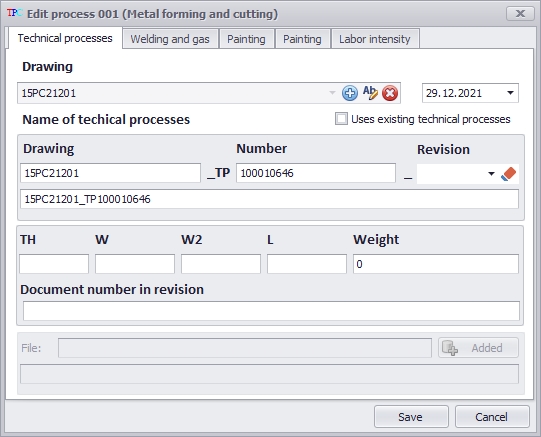 TPC Edit process 001 (Metal forming and cutting)
Technical processes Welding and gas Painting Painting Labor intensity
Drawing
15PC21201 Ab 29.12.2021
Name of techical processes Uses existing technical processes
Drawing Number Revision
15PC21201 _TP 100010646 _
15PC21201_TP100010646
TH W W2 L Weight
0
Document number in revision
File: Added
Save Cancel